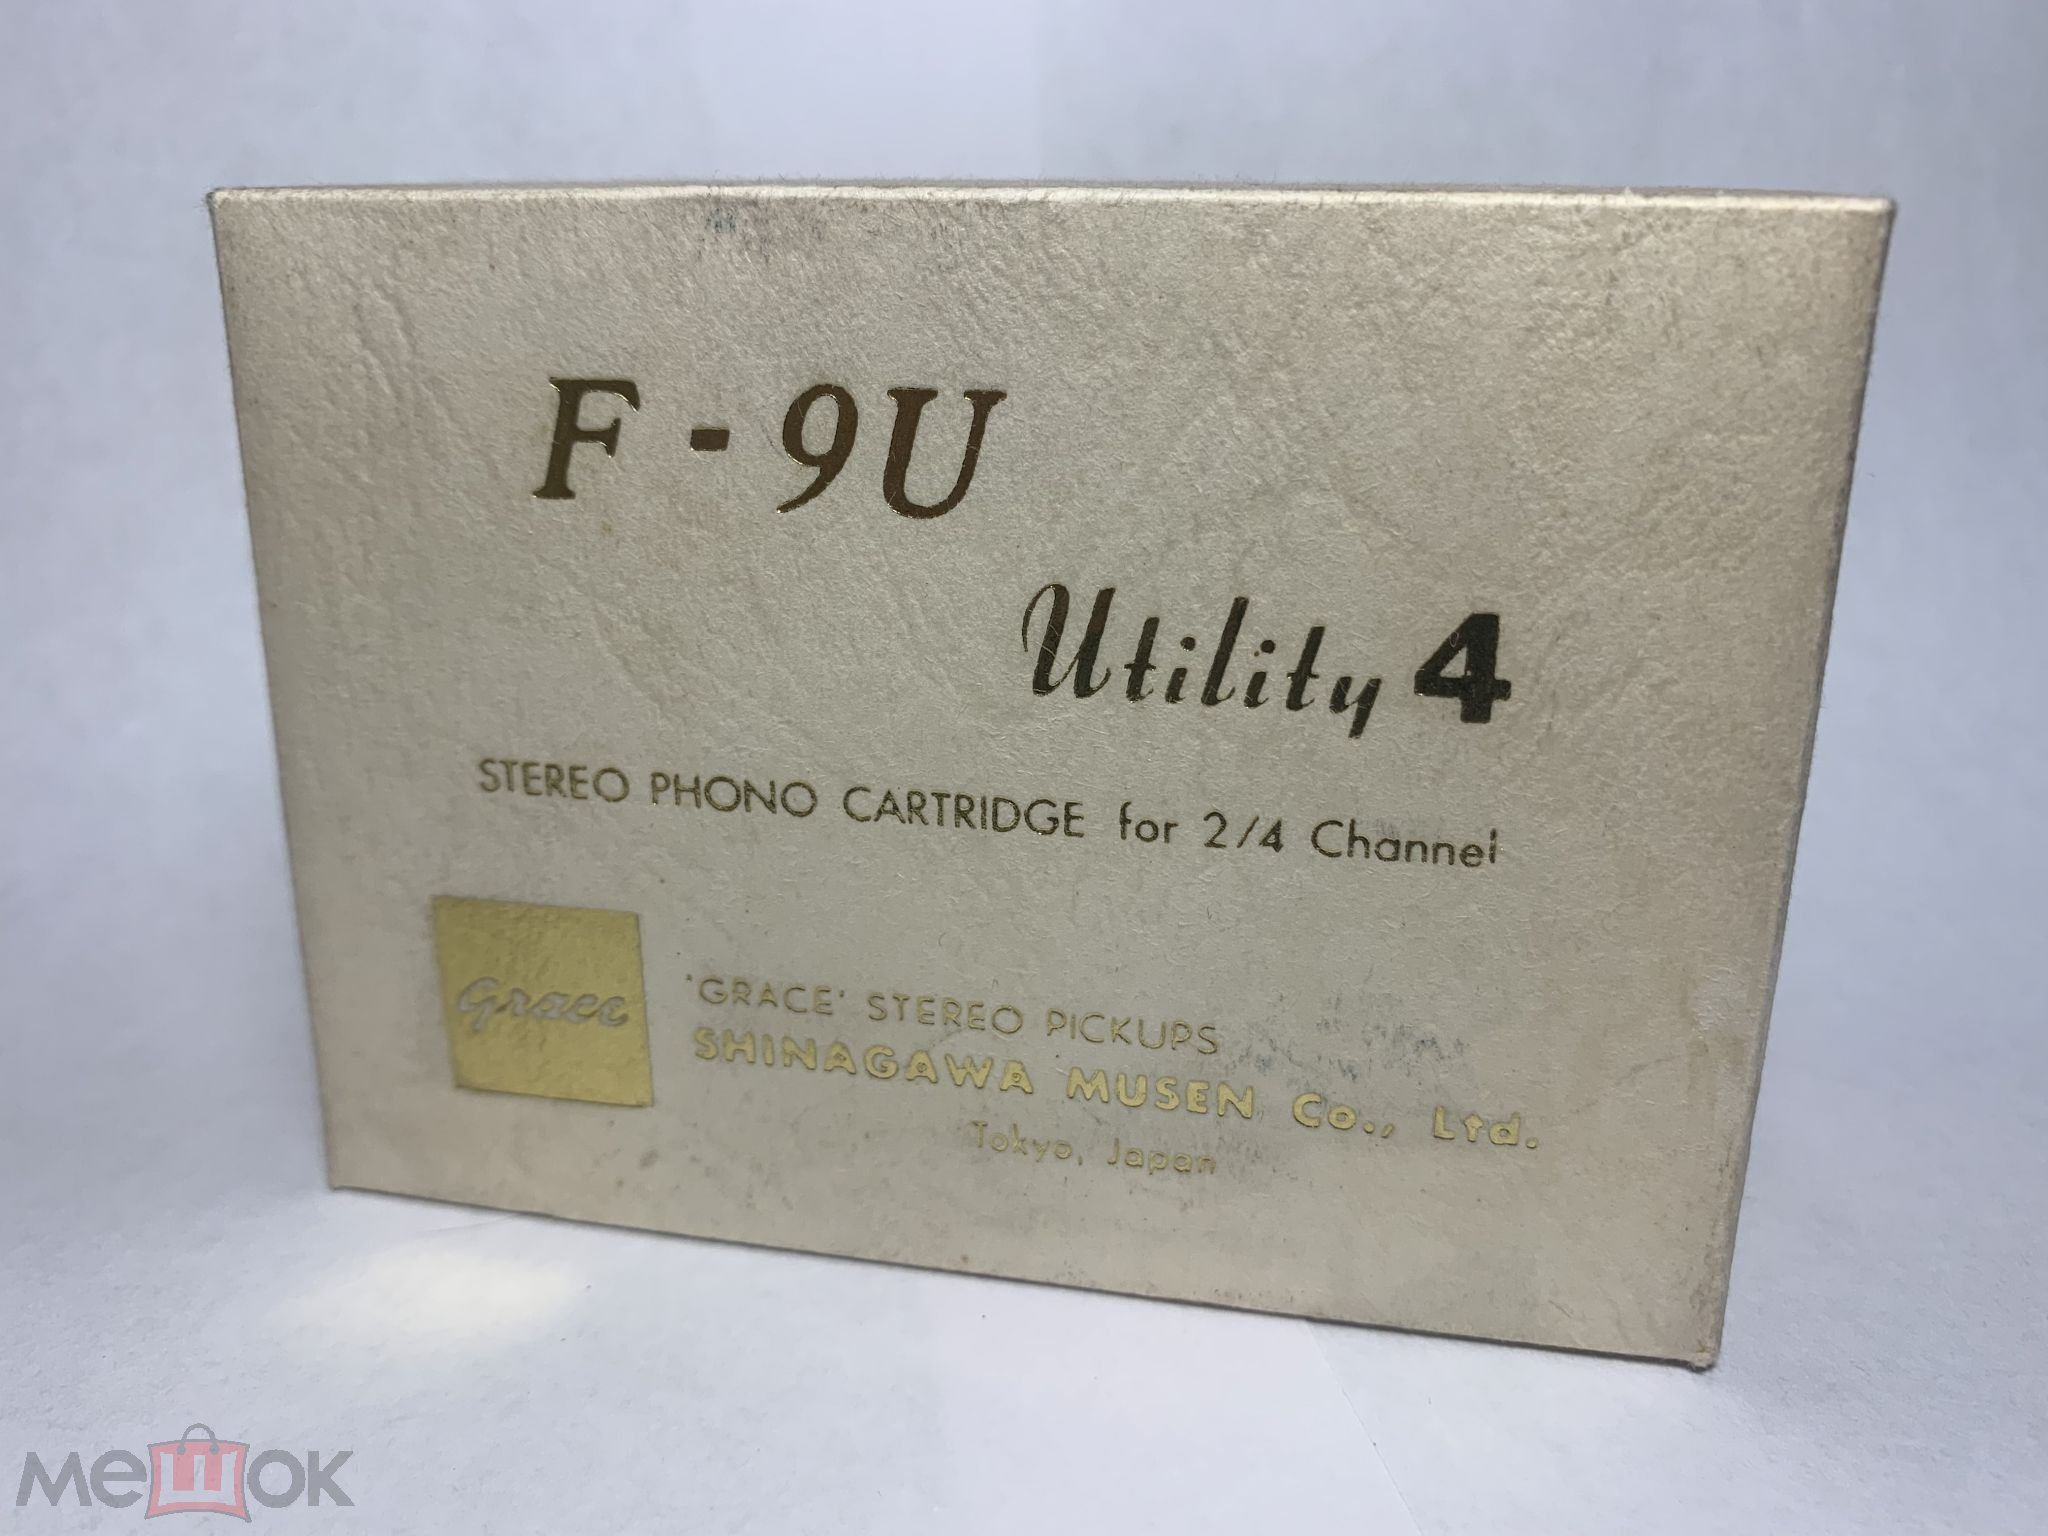 F - 9U
Utility 4
STEREO PHONO CARTRIDGE for 2/4 Channel
Grace
'GRACE' STEREO PICKUPS
SHINAGAWA MUSEN Co., Ltd.
Tokyo, Japan
мешок